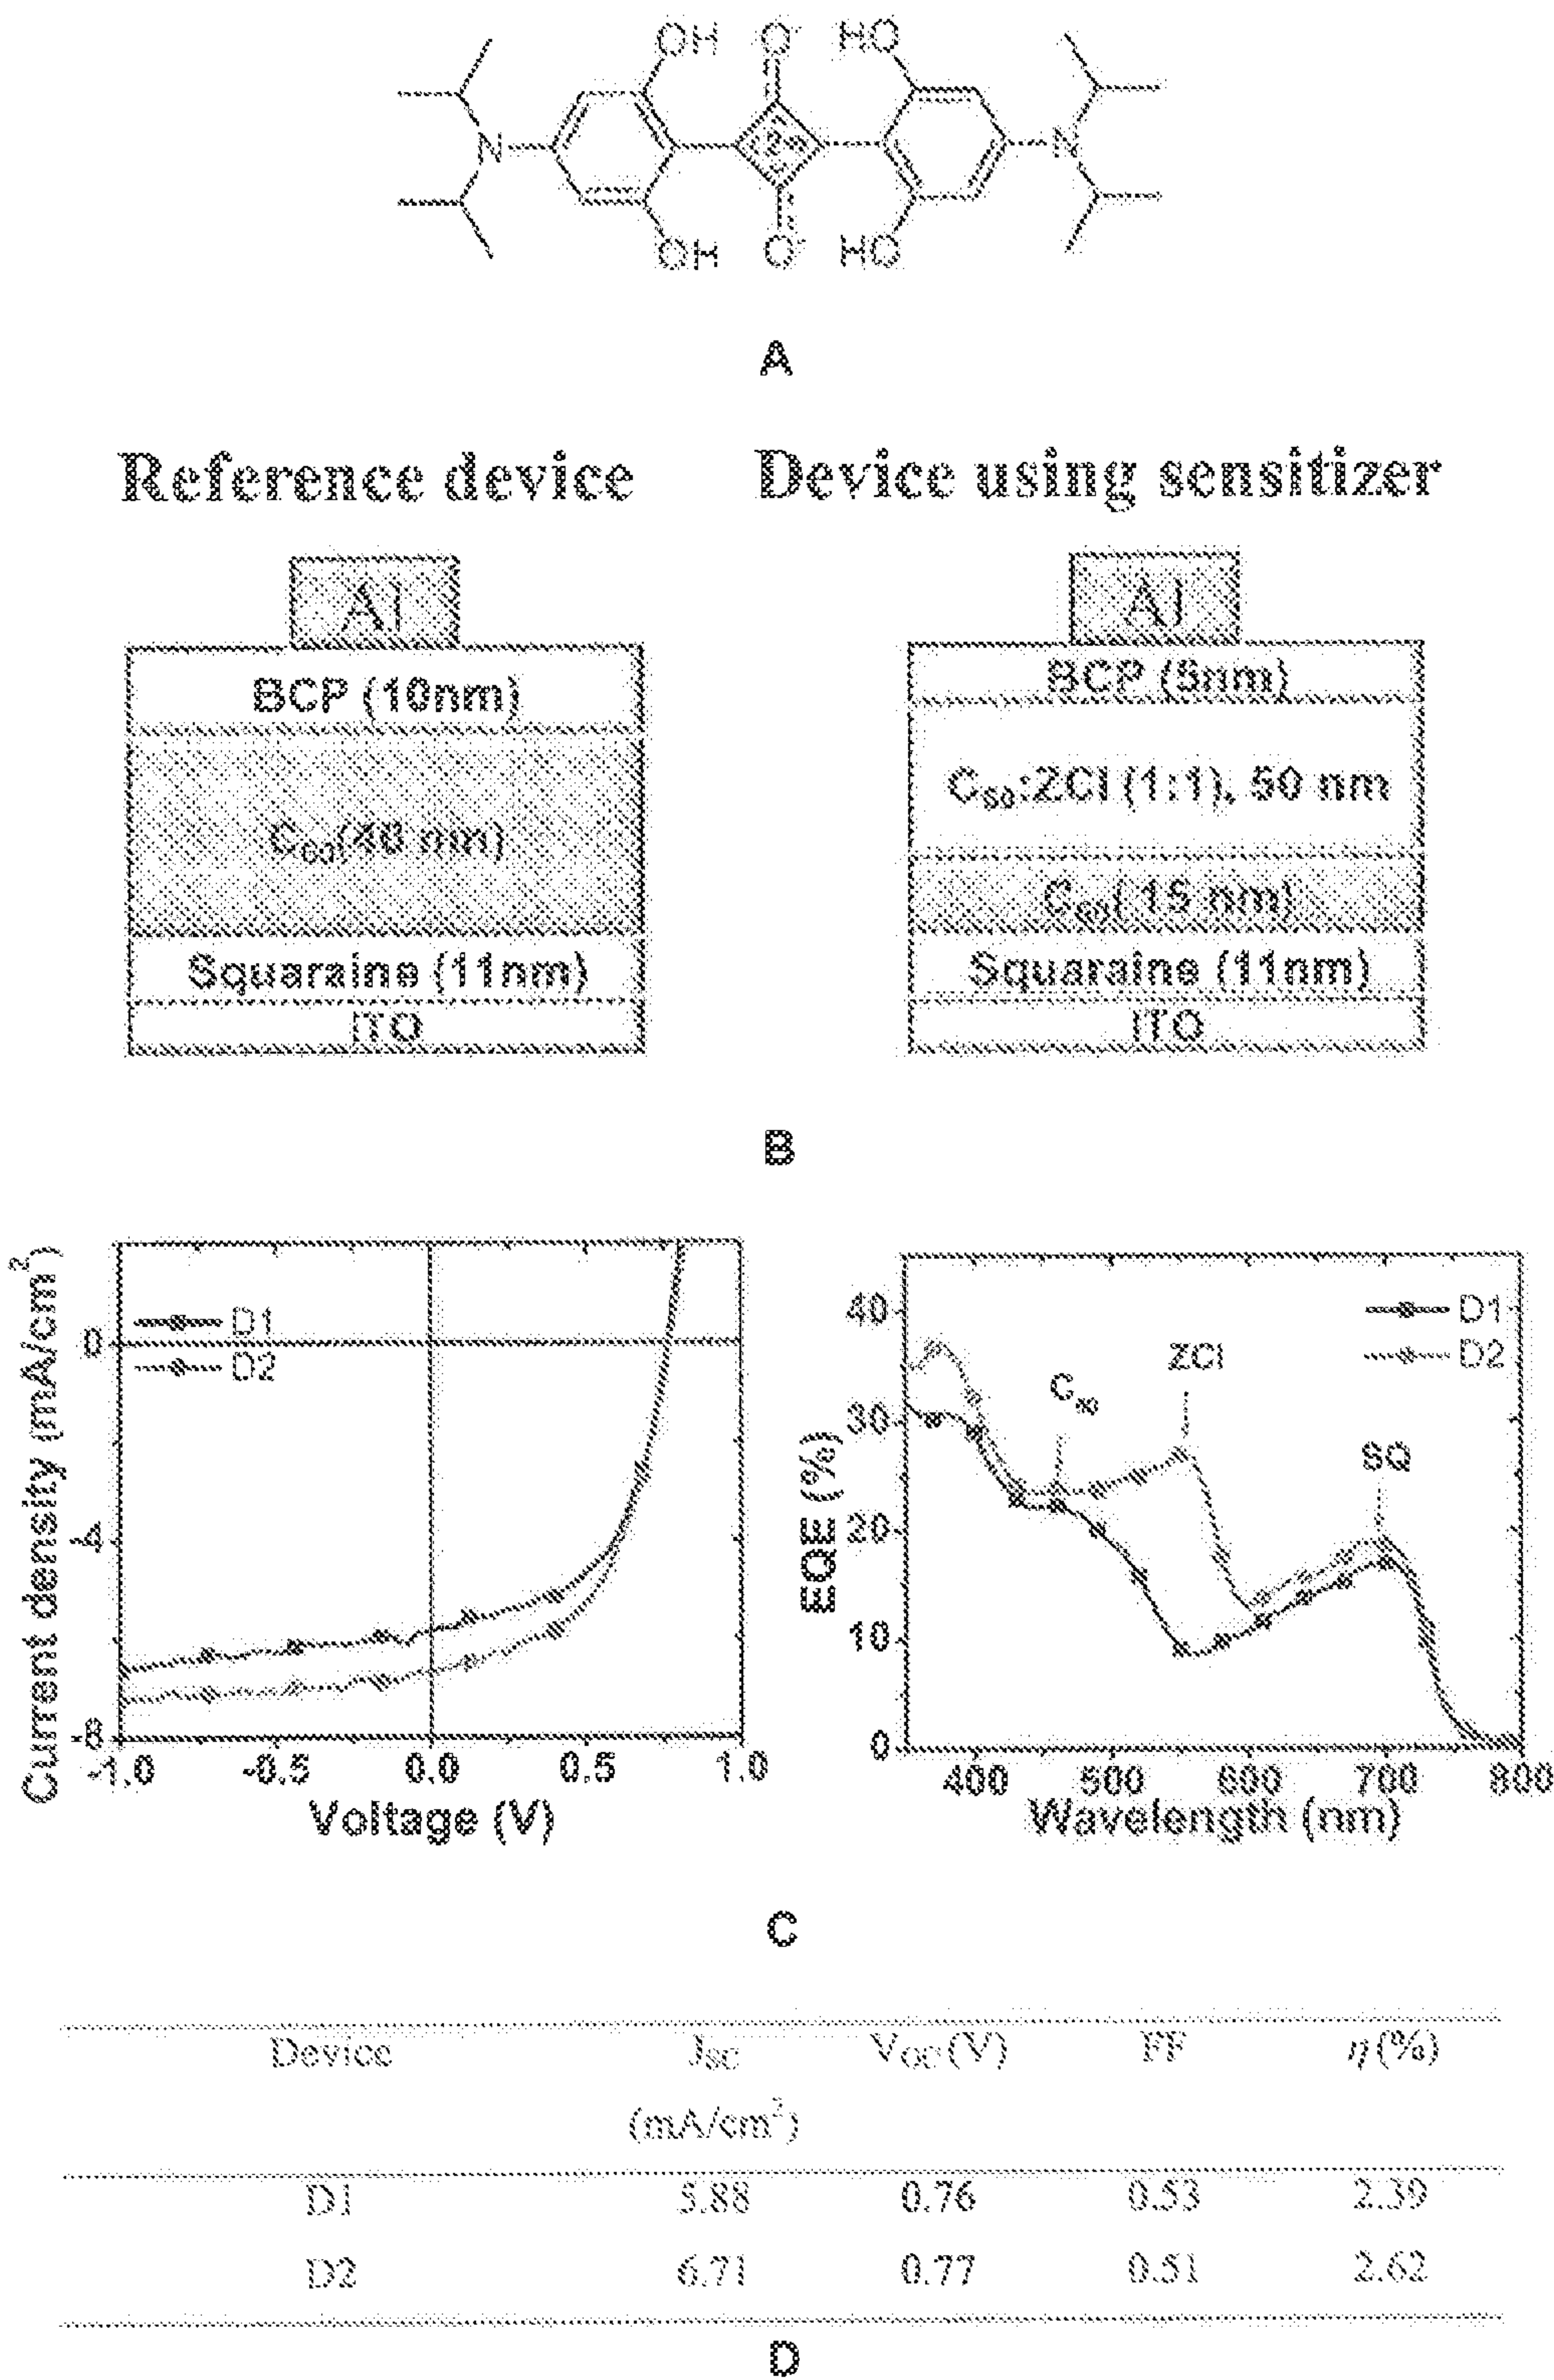 OH O⁻ HO
N 2+ N
OH O⁻ HO
A
Reference device Device using sensitizer
Al Al
BCP (10nm) BCP (5nm)
C₆₀:ZCl (1:1), 50 nm
C₆₀(40 nm) C₆₀( 15 nm)
Squaraine (11nm) Squaraine (11nm)
ITO ITO
B
Current density (mA/cm²)
0
-4
-8
D1
D2
-1.0 -0.5 0.0 0.5 1.0
Voltage (V)
EQE (%)
40
30
20
10
0
D1
D2
C₆₀
ZCl
SQ
400 500 600 700 800
Wavelength (nm)
C
Device JSC VOC (V) FF η (%)
(mA/cm²)
D1 5.88 0.76 0.53 2.39
D2 6.71 0.77 0.51 2.62
D